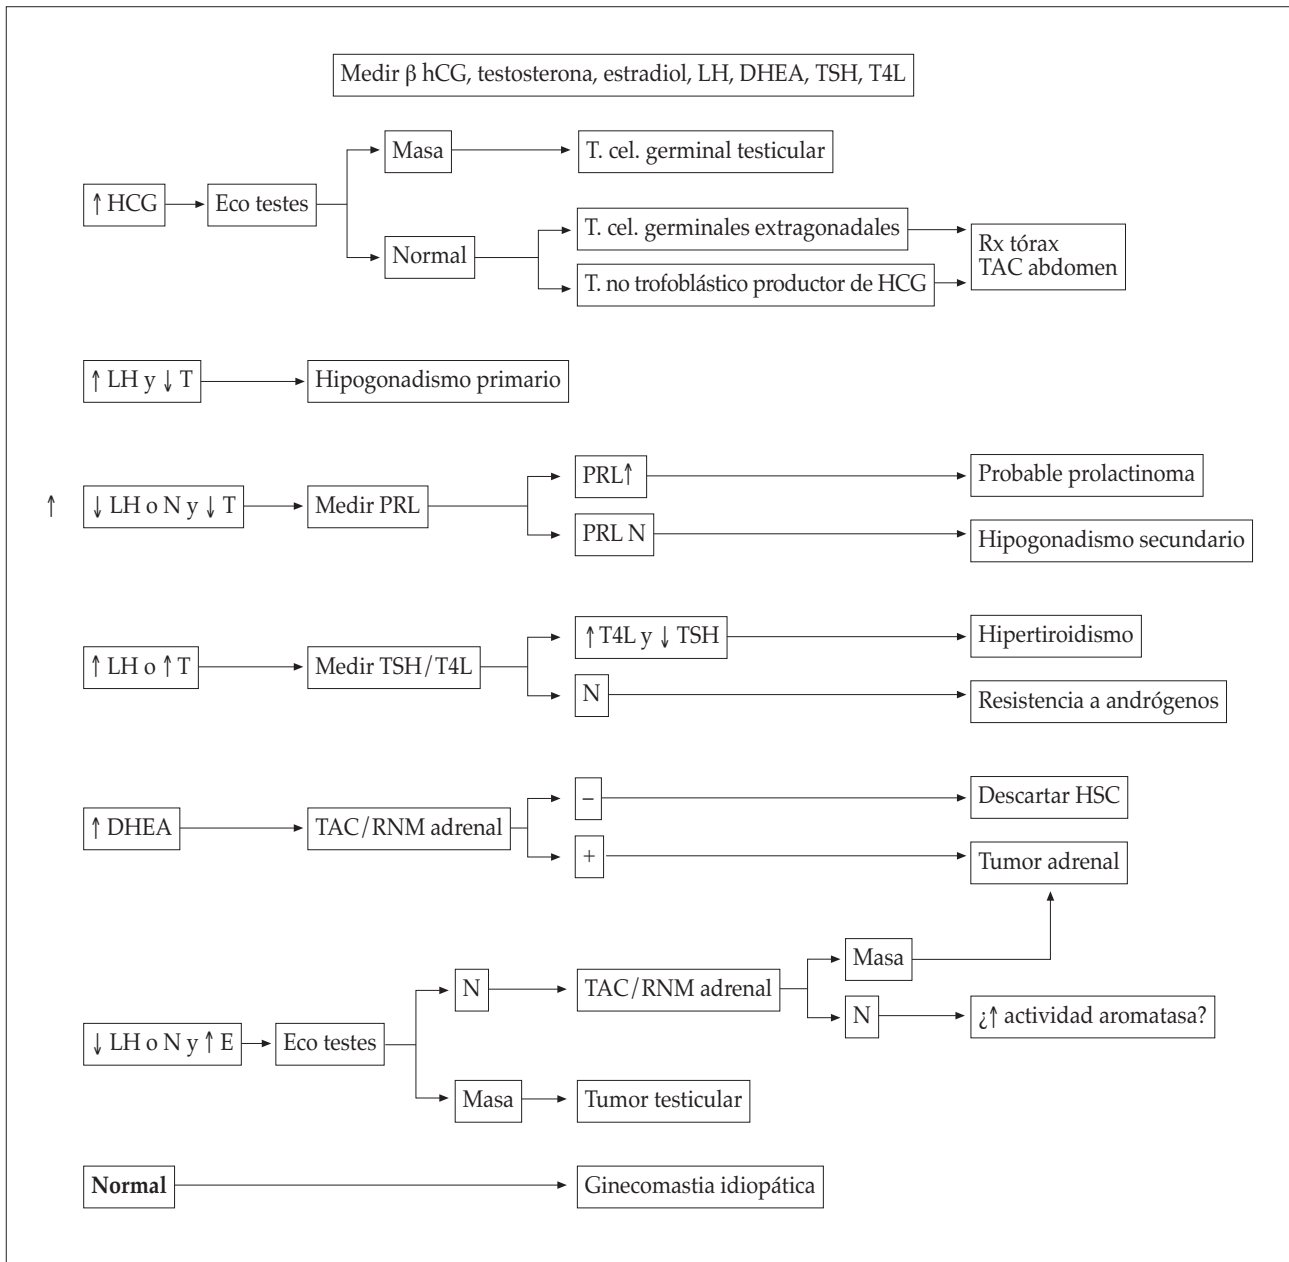 Medir β hCG, testosterona, estradiol, LH, DHEA, TSH, T4L
Masa
T. cel. germinal testicular
↑ HCG
Eco testes
Normal
T. cel. germinales extragonadales
T. no trofoblástico productor de HCG
Rx tórax
TAC abdomen
↑ LH y ↓ T
Hipogonadismo primario
↑
↓ LH o N y ↓ T
Medir PRL
PRL↑
Probable prolactinoma
PRL N
Hipogonadismo secundario
↑ LH o ↑ T
Medir TSH/T4L
↑ T4L y ↓ TSH
Hipertiroidismo
N
Resistencia a andrógenos
↑ DHEA
TAC/RNM adrenal
–
Descartar HSC
+
Tumor adrenal
↓ LH o N y ↑ E
Eco testes
N
TAC/RNM adrenal
Masa
N
¿↑ actividad aromatasa?
Masa
Tumor testicular
Normal
Ginecomastia idiopática